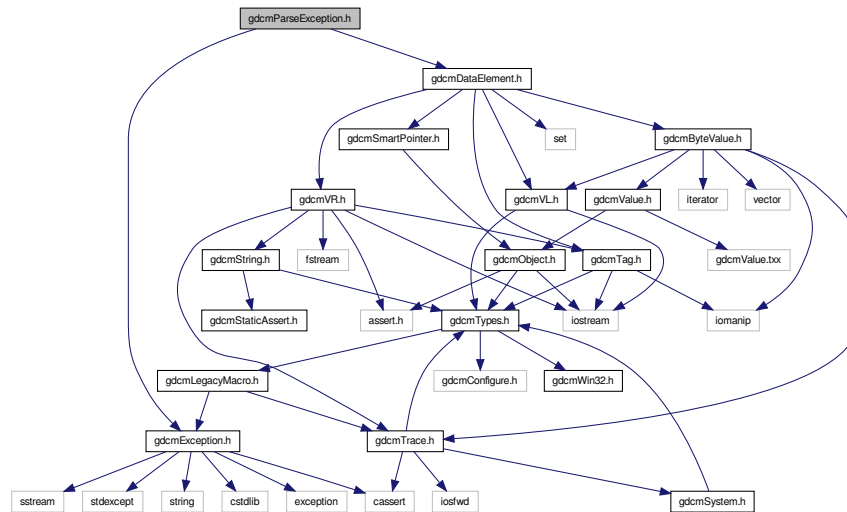 gdcmParseException.h
gdcmDataElement.h
gdcmSmartPointer.h
set
gdcmByteValue.h
gdcmVR.h
gdcmVL.h
gdcmValue.h
iterator
vector
gdcmString.h
fstream
gdcmObject.h
gdcmTag.h
gdcmValue.txx
gdcmStaticAssert.h
assert.h
gdcmTypes.h
iostream
iomanip
gdcmLegacyMacro.h
gdcmConfigure.h
gdcmWin32.h
gdcmException.h
gdcmTrace.h
sstream
stdexcept
string
cstdlib
exception
cassert
iosfwd
gdcmSystem.h